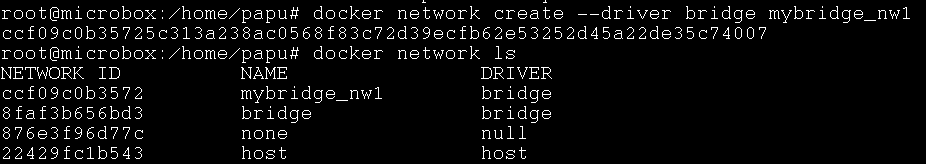 root@microbox:/home/papu# docker network create --driver bridge mybridge_nw1
ccf09c0b35725c313a238ac0568f83c72d39ecfb62e53252d45a22de35c74007
root@microbox:/home/papu# docker network ls
NETWORK ID NAME DRIVER
ccf09c0b3572 mybridge_nw1 bridge
8faf3b656bd3 bridge bridge
876e3f96d77c none null
22429fc1b543 host host